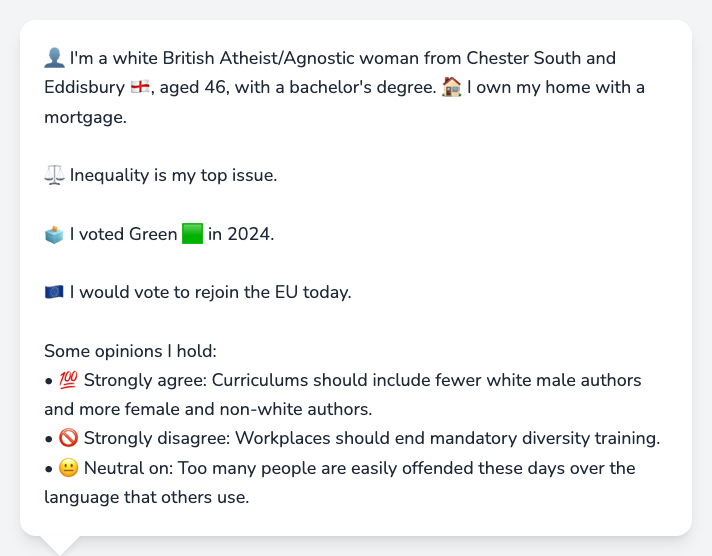 👤 I'm a white British Atheist/Agnostic woman from Chester South and
Eddisbury 🏴󠁧󠁢󠁥󠁮󠁧󠁿, aged 46, with a bachelor's degree. 🏠 I own my home with a
mortgage.
⚖️ Inequality is my top issue.
🗳️ I voted Green 🟩 in 2024.
🇪🇺 I would vote to rejoin the EU today.
Some opinions I hold:
• 💯 Strongly agree: Curriculums should include fewer white male authors
and more female and non-white authors.
• 🚫 Strongly disagree: Workplaces should end mandatory diversity training.
• 😐 Neutral on: Too many people are easily offended these days over the
language that others use.